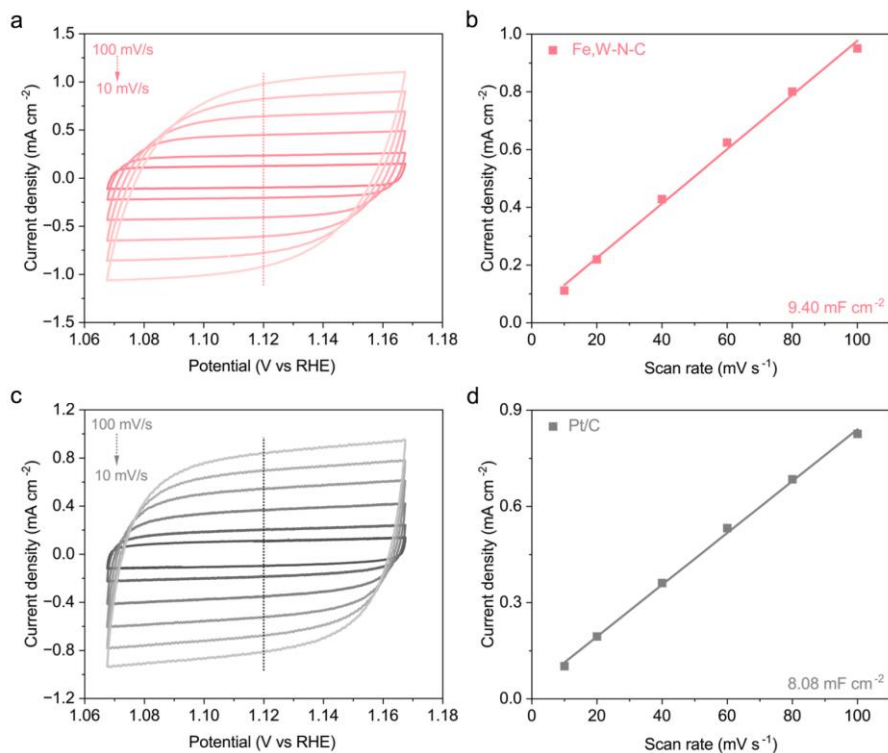 a
100 mV/s
10 mV/s
1.5
1.0
0.5
0.0
−0.5
−1.0
−1.5
Current density (mA cm⁻²)
1.06 1.08 1.10 1.12 1.14 1.16 1.18
Potential (V vs RHE)
b
Fe,W-N-C
1.0
0.8
0.6
0.4
0.2
0.0
Current density (mA cm⁻²)
9.40 mF cm⁻²
20 40 60 80 100
Scan rate (mV s⁻¹)
c
100 mV/s
10 mV/s
1.2
0.8
0.4
0.0
−0.4
−0.8
−1.2
Current density (mA cm⁻²)
1.06 1.08 1.10 1.12 1.14 1.16 1.18
Potential (V vs RHE)
d
Pt/C
0.9
0.6
0.3
0.0
Current density (mA cm⁻²)
8.08 mF cm⁻²
20 40 60 80 100
Scan rate (mV s⁻¹)